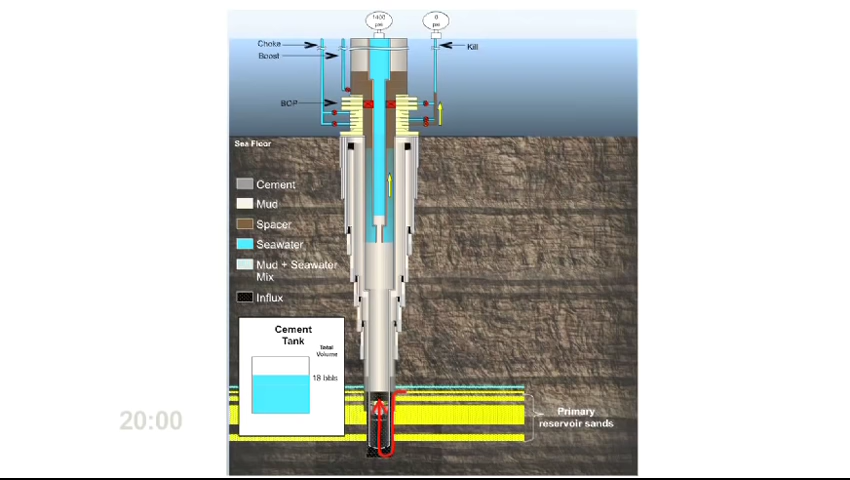 1400
psi
0
psi
Choke
Boost
Kill
BOP
Sea Floor
Cement
Mud
Spacer
Seawater
Mud + Seawater
Mix
Influx
Cement
Tank
Total
Volume
18 bbls
20:00
Primary
reservoir sands